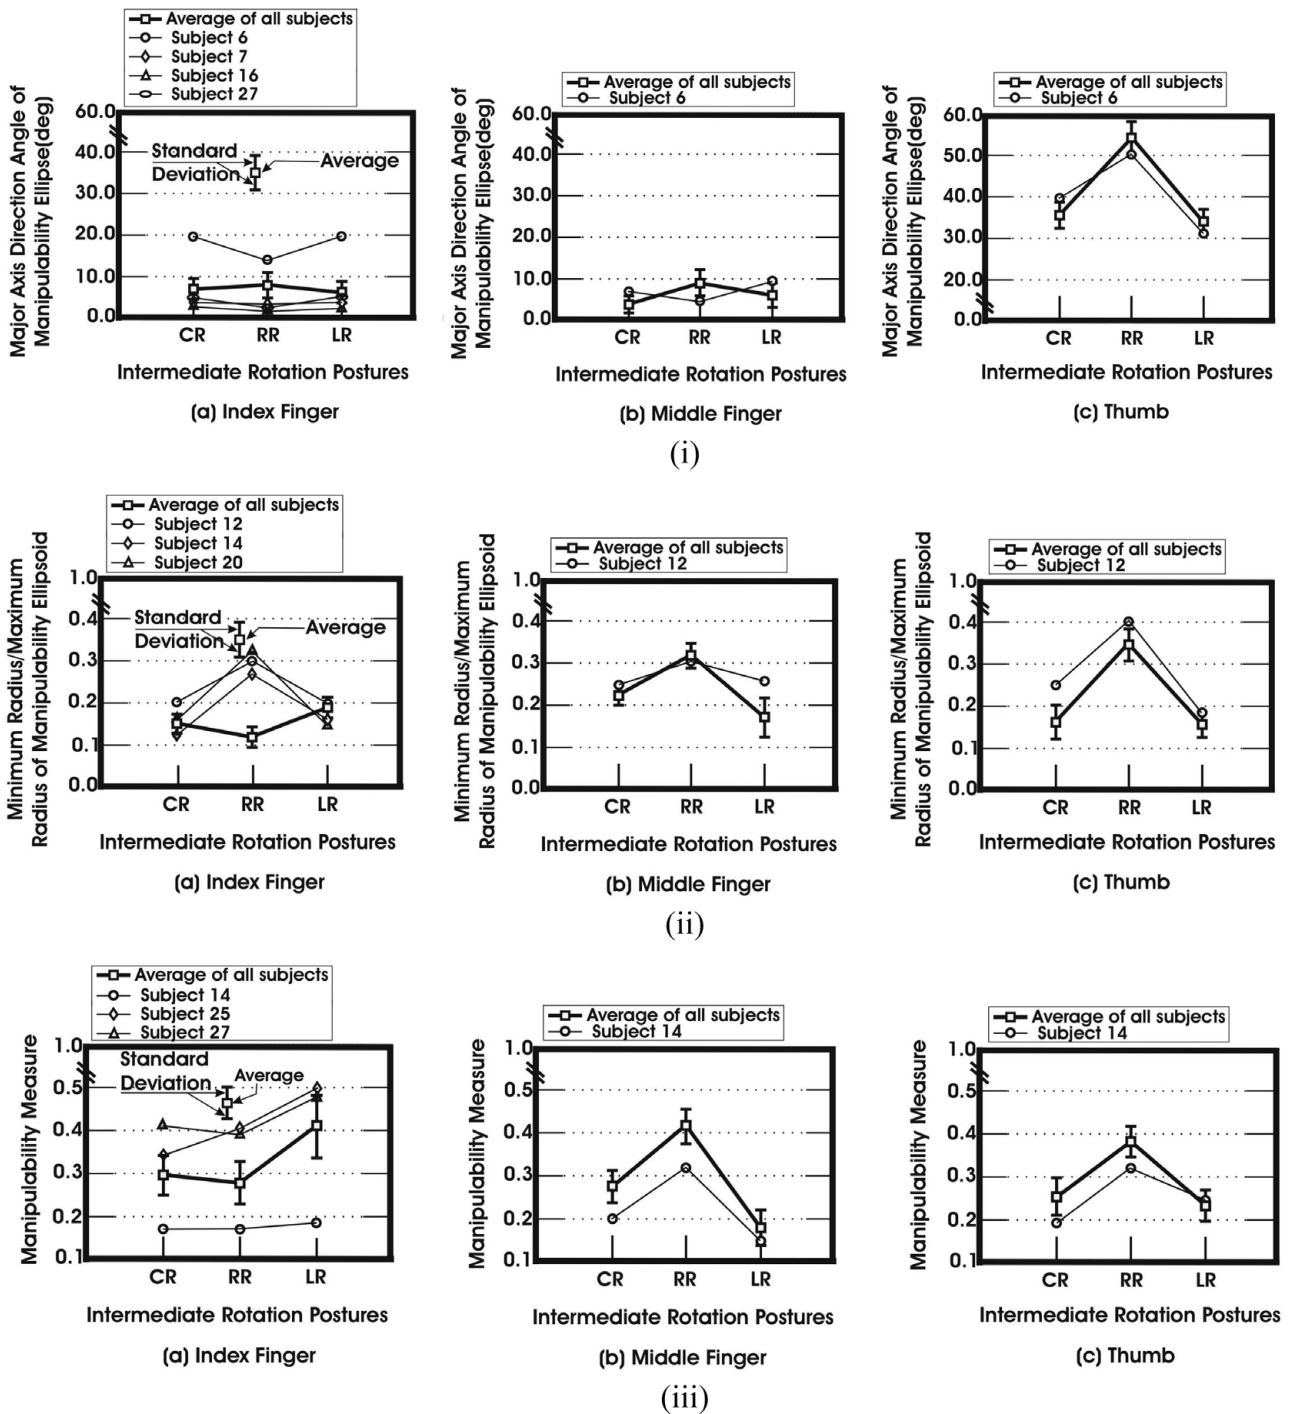 Average of all subjects
Subject 6
Subject 7
Subject 16
Subject 27
Major Axis Direction Angle of
Manipulability Ellipse(deg)
60.0
40.0
30.0
20.0
10.0
0.0
Standard
Deviation
Average
CR RR LR
Intermediate Rotation Postures
(a) Index Finger
Average of all subjects
Subject 6
Major Axis Direction Angle of
Manipulability Ellipse(deg)
60.0
40.0
30.0
20.0
10.0
0.0
CR RR LR
Intermediate Rotation Postures
(b) Middle Finger
Average of all subjects
Subject 6
Major Axis Direction Angle of
Manipulability Ellipse(deg)
60.0
50.0
40.0
30.0
20.0
0.0
CR RR LR
Intermediate Rotation Postures
(c) Thumb
(i)
Average of all subjects
Subject 12
Subject 14
Subject 20
Minimum Radius/Maximum
Radius of Manipulability Ellipsoid
1.0
0.4
0.3
0.2
0.1
0.0
Standard
Deviation
Average
CR RR LR
Intermediate Rotation Postures
(a) Index Finger
Average of all subjects
Subject 12
Minimum Radius/Maximum
Radius of Manipulability Ellipsoid
1.0
0.4
0.3
0.2
0.1
0.0
CR RR LR
Intermediate Rotation Postures
(b) Middle Finger
Average of all subjects
Subject 12
Minimum Radius/Maximum
Radius of Manipulability Ellipsoid
1.0
0.4
0.3
0.2
0.1
0.0
CR RR LR
Intermediate Rotation Postures
(c) Thumb
(ii)
Average of all subjects
Subject 14
Subject 25
Subject 27
Manipulability Measure
1.0
0.5
0.4
0.3
0.2
0.1
Standard
Deviation
Average
CR RR LR
Intermediate Rotation Postures
(a) Index Finger
Average of all subjects
Subject 14
Manipulability Measure
1.0
0.5
0.4
0.3
0.2
0.1
CR RR LR
Intermediate Rotation Postures
(b) Middle Finger
Average of all subjects
Subject 14
Manipulability Measure
1.0
0.5
0.4
0.3
0.2
0.1
CR RR LR
Intermediate Rotation Postures
(c) Thumb
(iii)